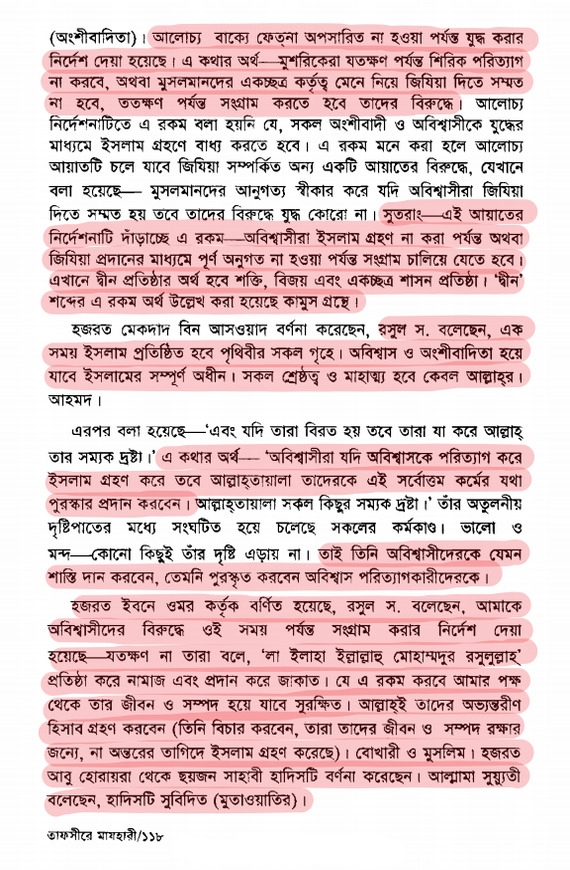 (অংশীবাদিতা)। আলোচ্য বাক্যে ফেত্‌না অপসারিত না হওয়া পর্যন্ত যুদ্ধ করার
নির্দেশ দেয়া হয়েছে। এ কথার অর্থ—মুশরিকেরা যতক্ষণ পর্যন্ত শিরিক পরিত্যাগ
না করবে, অথবা মুসলমানদের একচ্ছত্র কর্তৃত্ব মেনে নিয়ে জিযিয়া দিতে সম্মত
না হবে, ততক্ষণ পর্যন্ত সংগ্রাম করতে হবে তাদের বিরুদ্ধে। আলোচ্য
নির্দেশনাটিতে এ রকম বলা হয়নি যে, সকল অংশীবাদী ও অবিশ্বাসীকে যুদ্ধের
মাধ্যমে ইসলাম গ্রহণে বাধ্য করতে হবে। এ রকম মনে করা হলে আলোচ্য
আয়াতটি চলে যাবে জিযিয়া সম্পর্কিত অন্য একটি আয়াতের বিরুদ্ধে, যেখানে
বলা হয়েছে— মুসলমানদের আনুগত্য স্বীকার করে যদি অবিশ্বাসীরা জিযিয়া
দিতে সম্মত হয় তবে তাদের বিরুদ্ধে যুদ্ধ কোরো না। সুতরাং—এই আয়াতের
নির্দেশনাটি দাঁড়াচ্ছে এ রকম—অবিশ্বাসীরা ইসলাম গ্রহণ না করা পর্যন্ত অথবা
জিযিয়া প্রদানের মাধ্যমে পূর্ণ অনুগত না হওয়া পর্যন্ত সংগ্রাম চালিয়ে যেতে হবে।
এখানে দ্বীন প্রতিষ্ঠার অর্থ হবে শক্তি, বিজয় এবং একচ্ছত্র শাসন প্রতিষ্ঠা। ‘দ্বীন’
শব্দের এ রকম অর্থ উল্লেখ করা হয়েছে কামুস গ্রন্থে।
হজরত মেকদাদ বিন আসওয়াদ বর্ণনা করেছেন, রসুল স. বলেছেন, এক
সময় ইসলাম প্রতিষ্ঠিত হবে পৃথিবীর সকল গৃহে। অবিশ্বাস ও অংশীবাদিতা হয়ে
যাবে ইসলামের সম্পূর্ণ অধীন। সকল শ্রেষ্ঠত্ব ও মাহাত্ম্য হবে কেবল আল্লাহ্‌র।
আহমদ।
এরপর বলা হয়েছে—‘এবং যদি তারা বিরত হয় তবে তারা যা করে আল্লাহ্
তার সম্যক দ্রষ্টা।’ এ কথার অর্থ— ‘অবিশ্বাসীরা যদি অবিশ্বাসকে পরিত্যাগ করে
ইসলাম গ্রহণ করে তবে আল্লাহ্‌তায়ালা তাদেরকে এই সর্বোত্তম কর্মের যথা
পুরস্কার প্রদান করবেন। আল্লাহ্‌তায়ালা সকল কিছুর সম্যক দ্রষ্টা।’ তাঁর অতুলনীয়
দৃষ্টিপাতের মধ্যে সংঘটিত হয়ে চলেছে সকলের কর্মকাণ্ড। ভালো ও
মন্দ—কোনো কিছুই তাঁর দৃষ্টি এড়ায় না। তাই তিনি অবিশ্বাসীদেরকে যেমন
শাস্তি দান করবেন, তেমনি পুরস্কৃত করবেন অবিশ্বাস পরিত্যাগকারীদেরকে।
হজরত ইবনে ওমর কর্তৃক বর্ণিত হয়েছে, রসুল স. বলেছেন, আমাকে
অবিশ্বাসীদের বিরুদ্ধে ওই সময় পর্যন্ত সংগ্রাম করার নির্দেশ দেয়া
হয়েছে—যতক্ষণ না তারা বলে, ‘লা ইলাহা ইল্লাল্লাহু মোহাম্মদুর রসুলুল্লাহ’
প্রতিষ্ঠা করে নামাজ এবং প্রদান করে জাকাত। যে এ রকম করবে আমার পক্ষ
থেকে তার জীবন ও সম্পদ হয়ে যাবে সুরক্ষিত। আল্লাহ্‌ই তাদের অভ্যন্তরীণ
হিসাব গ্রহণ করবেন (তিনি বিচার করবেন, তারা তাদের জীবন ও সম্পদ রক্ষার
জন্যে, না অন্তরের তাগিদে ইসলাম গ্রহণ করেছে)। বোখারী ও মুসলিম। হজরত
আবু হোরায়রা থেকে ছয়জন সাহাবী হাদিসটি বর্ণনা করেছেন। আল্লামা সুয়্যুতী
বলেছেন, হাদিসটি সুবিদিত (মুতাওয়াতির)।
তাফসীরে মাযহারী/১১৮